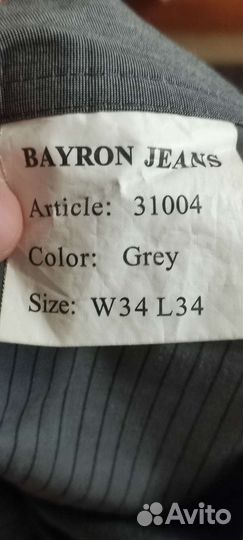 BAYRON JEANS
Article: 31004
Color: Grey
Size: W34 L34
Avito